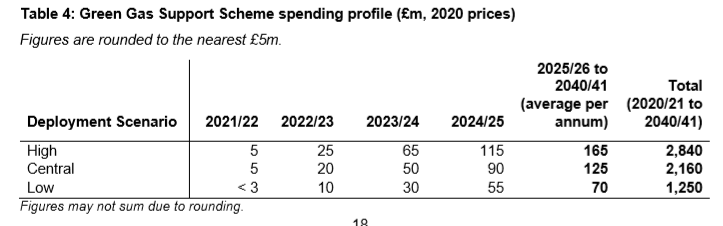 Table 4: Green Gas Support Scheme spending profile (£m, 2020 prices)
Figures are rounded to the nearest £5m.
2025/26 to
2040/41 Total
(average per (2020/21 to
Deployment Scenario 2021/22 2022/23 2023/24 2024/25 annum) 2040/41)
High 5 25 65 115 165 2,840
Central 5 20 50 90 125 2,160
Low < 3 10 30 55 70 1,250
Figures may not sum due to rounding.
18